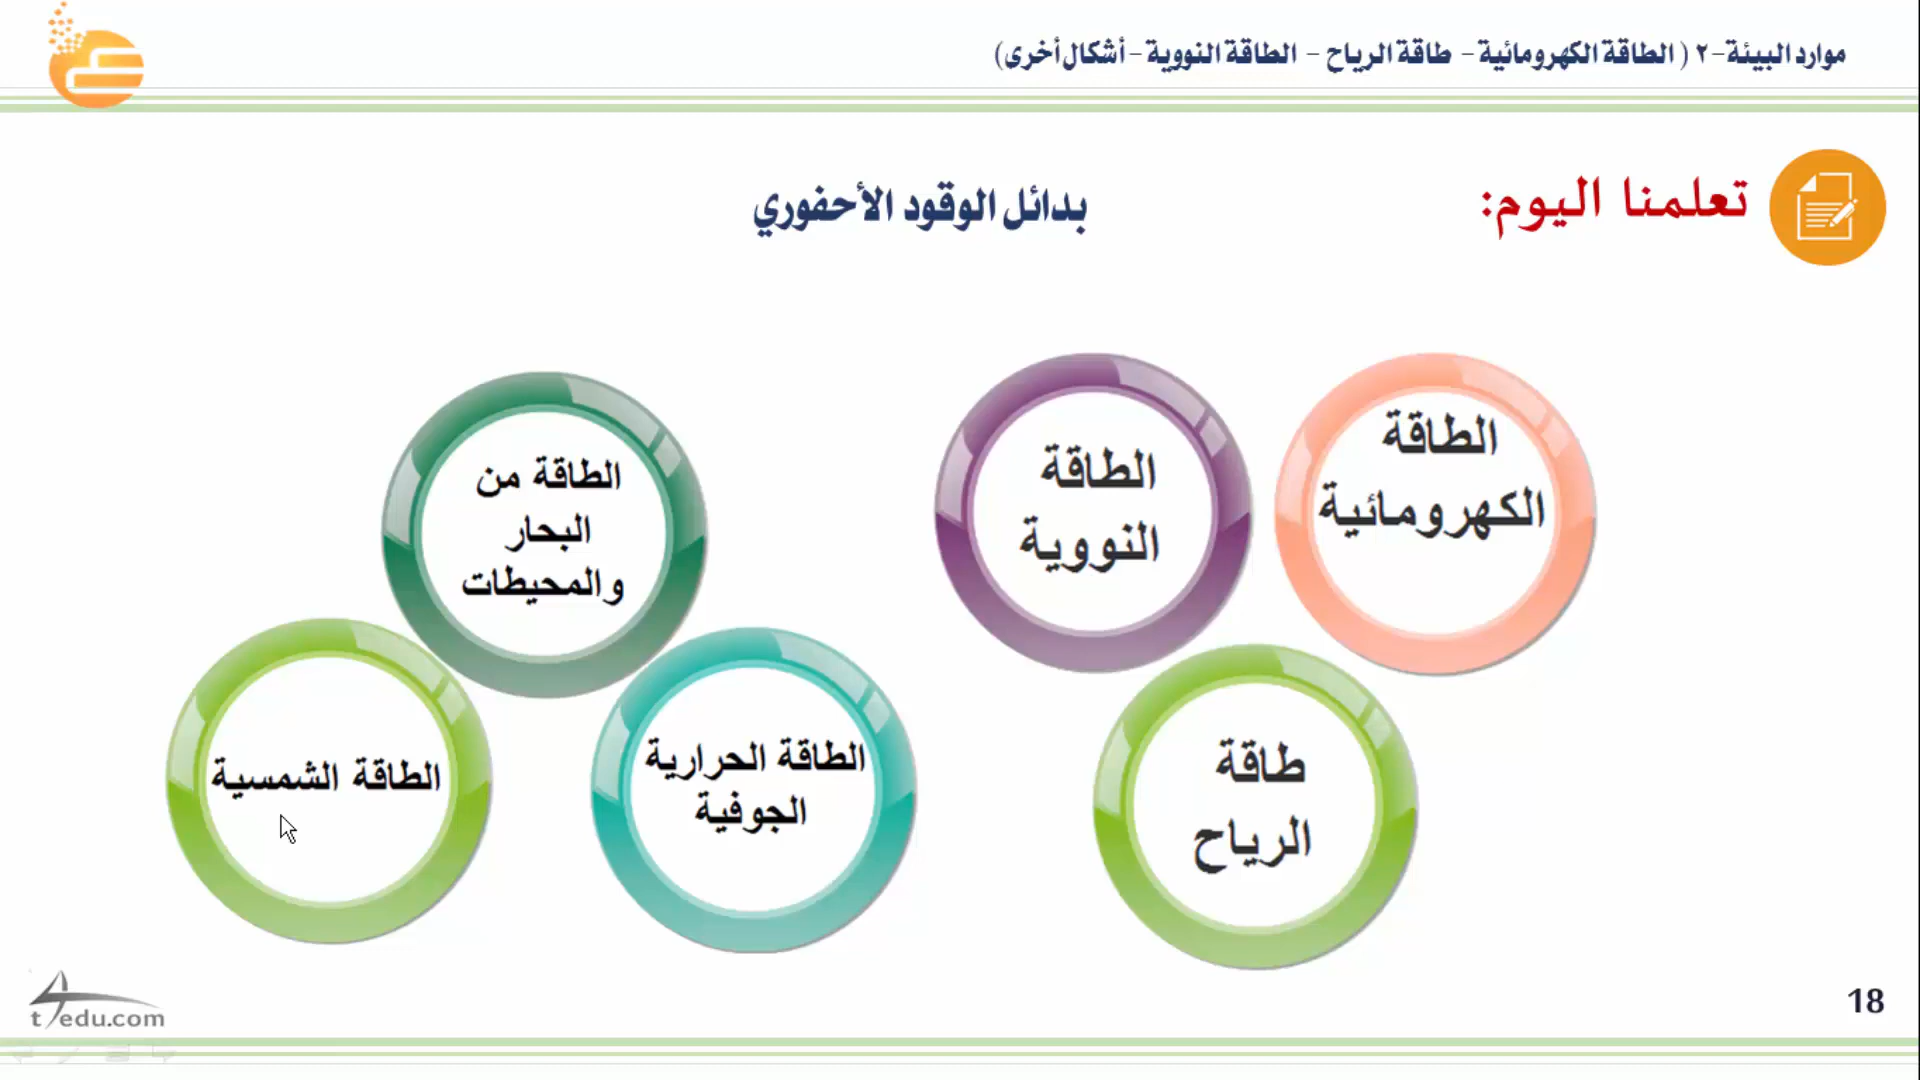 موارد البيئة-٢ ( الطاقة الكهرومائية - طاقة الرياح - الطاقة النووية - أشكال أخرى)
تعلمنا اليوم:
بدائل الوقود الأحفوري
الطاقة
الكهرومائية
الطاقة
النووية
طاقة
الرياح
الطاقة من
البحار
والمحيطات
الطاقة الحرارية
الجوفية
الطاقة الشمسية
t4edu.com
18